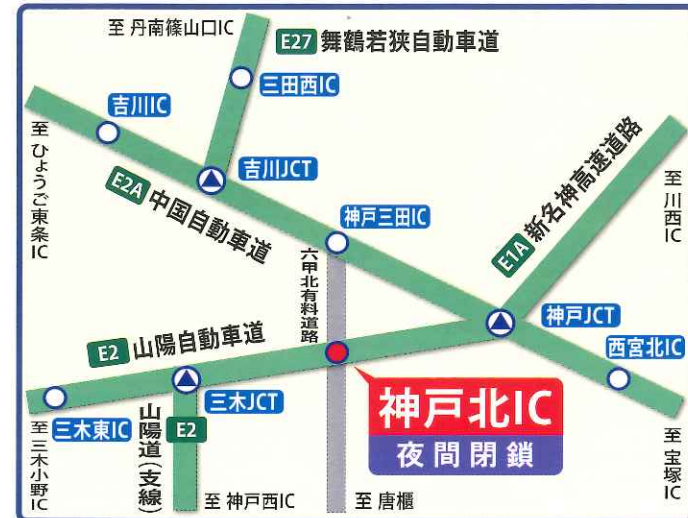 至 丹南篠山口IC
E27 舞鶴若狭自動車道
三田西IC
吉川IC
吉川JCT
至 ひょうご東条IC
E2A 中国自動車道
神戸三田IC
E1A 新名神高速道路
至 川西IC
六甲北有料道路
E2 山陽自動車道
神戸JCT
西宮北IC
三木東IC
三木JCT
神戸北IC
夜間閉鎖
至 三木小野IC
山陽道(支線)
E2
至 神戸西IC
至 唐櫃
至 宝塚IC